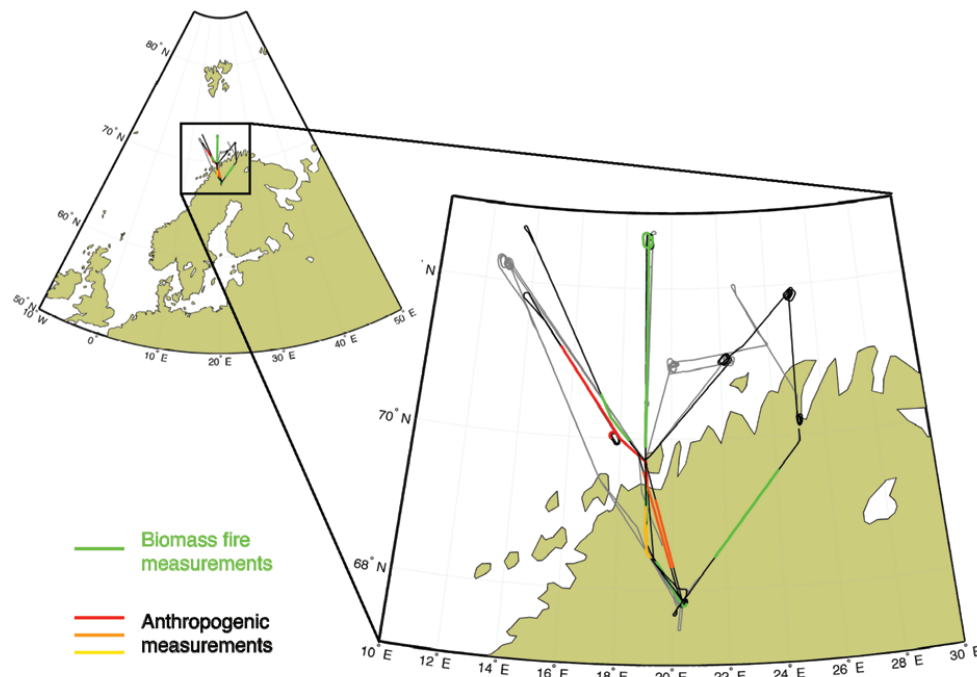 80° N
70° N
60° N
50° N
10° W
0°
10° E
20° E
30° E
40° E
50° E
° N
70° N
68° N
10° E
12° E
14° E
16° E
18° E
20° E
22° E
24° E
26° E
28° E
30° E
Biomass fire
measurements
Anthropogenic
measurements